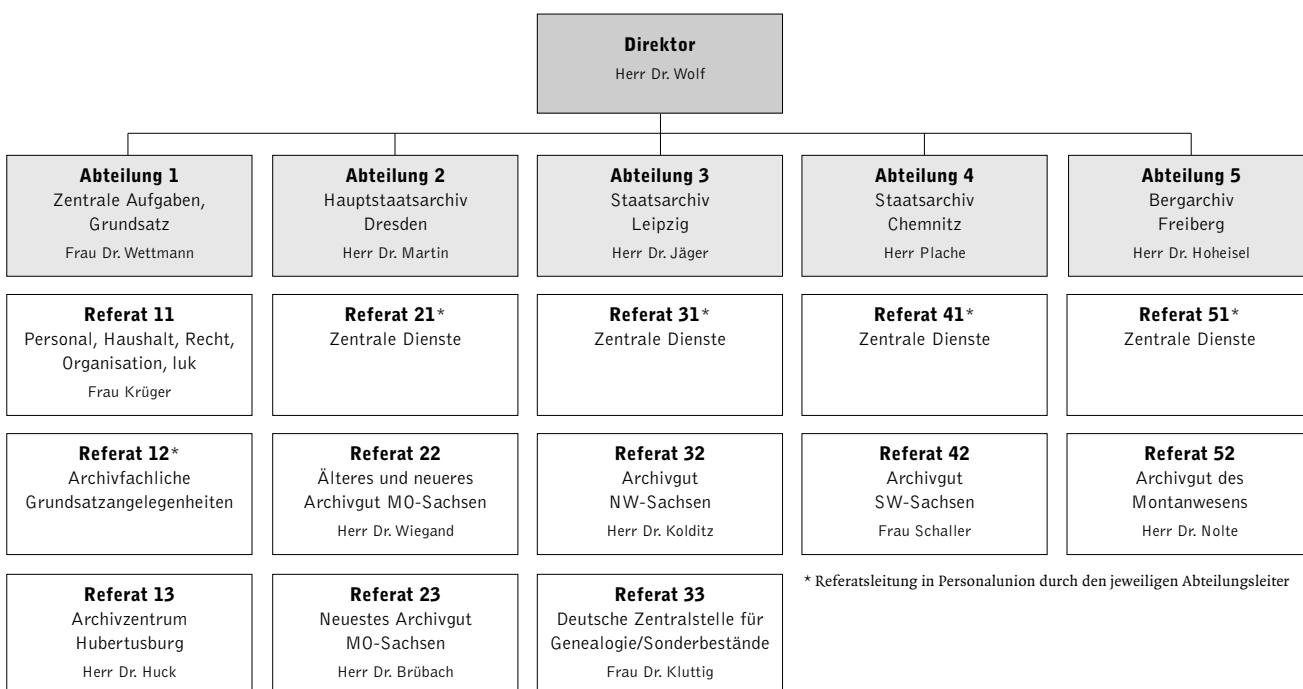 Direktor
Herr Dr. Wolf
Abteilung 1
Zentrale Aufgaben,
Grundsatz
Frau Dr. Wettmann
Abteilung 2
Hauptstaatsarchiv
Dresden
Herr Dr. Martin
Abteilung 3
Staatsarchiv
Leipzig
Herr Dr. Jäger
Abteilung 4
Staatsarchiv
Chemnitz
Herr Plache
Abteilung 5
Bergarchiv
Freiberg
Herr Dr. Hoheisel
Referat 11
Personal, Haushalt, Recht,
Organisation, luk
Frau Krüger
Referat 21*
Zentrale Dienste
Referat 31*
Zentrale Dienste
Referat 41*
Zentrale Dienste
Referat 51*
Zentrale Dienste
Referat 12*
Archivfachliche
Grundsatzangelegenheiten
Referat 22
Älteres und neueres
Archivgut MO-Sachsen
Herr Dr. Wiegand
Referat 32
Archivgut
NW-Sachsen
Herr Dr. Kolditz
Referat 42
Archivgut
SW-Sachsen
Frau Schaller
Referat 52
Archivgut des
Montanwesens
Herr Dr. Nolte
Referat 13
Archivzentrum
Hubertusburg
Herr Dr. Huck
Referat 23
Neuestes Archivgut
MO-Sachsen
Herr Dr. Brübach
Referat 33
Deutsche Zentralstelle für
Genealogie/Sonderbestände
Frau Dr. Kluttig
* Referatsleitung in Personalunion durch den jeweiligen Abteilungsleiter